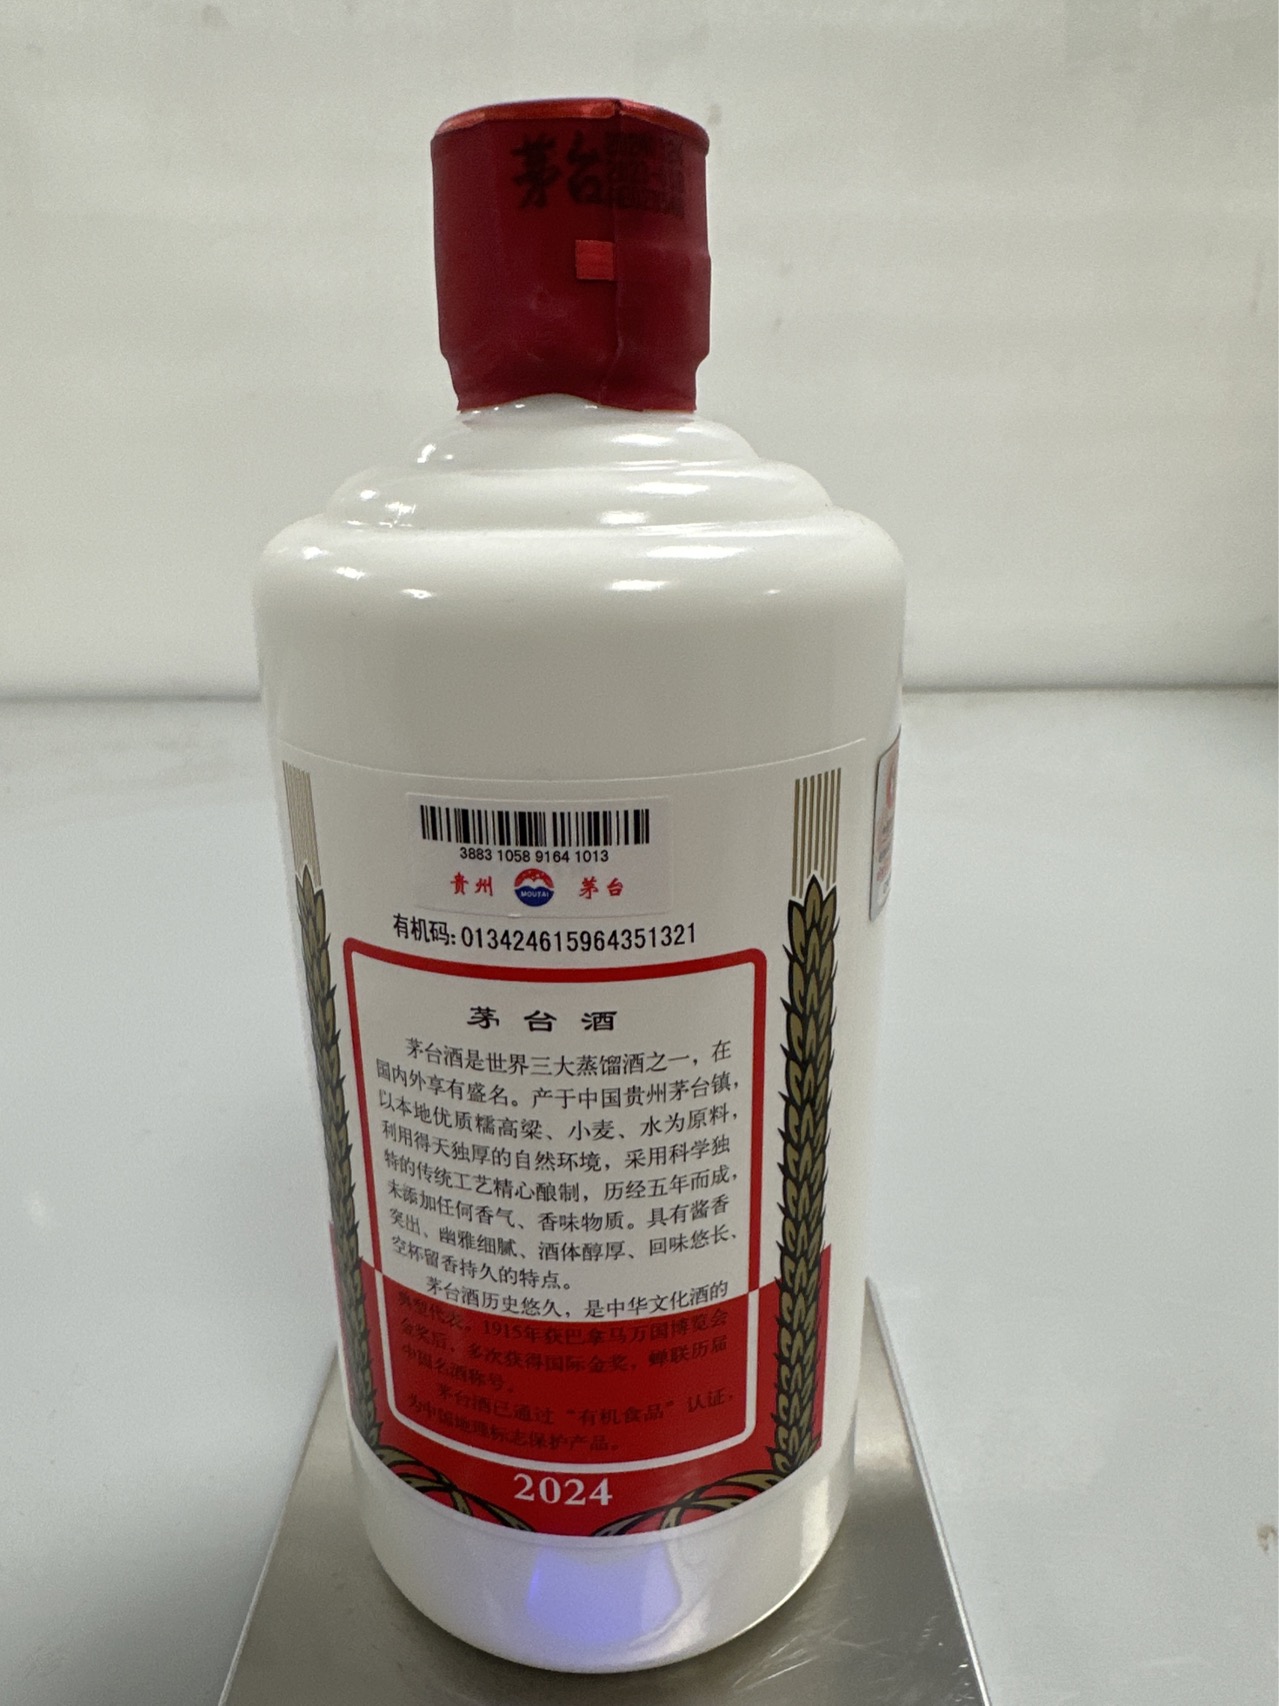 茅台
3883 1058 9164 1013
贵州 MOUTAI 茅台
有机码:013424615964351321
茅台酒
茅台酒是世界三大蒸馏酒之一，在
国内外享有盛名。产于中国贵州茅台镇，
以本地优质糯高粱、小麦、水为原料，
利用得天独厚的自然环境，采用科学独
特的传统工艺精心酿制，历经五年而成，
未添加任何香气、香味物质。具有酱香
突出、幽雅细腻、酒体醇厚、回味悠长、
空杯留香持久的特点。
茅台酒历史悠久，是中华文化酒的
典型代表。1915年获巴拿马万国博览会
金奖后，多次获得国际金奖，蝉联历届
中国名酒称号。
茅台酒已通过“有机食品”认证，
为中国地理标志保护产品。
2024